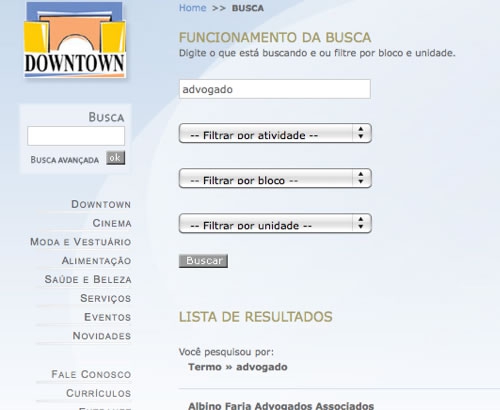 DOWNTOWN
BUSCA
BUSCA AVANÇADA ok
DOWNTOWN
CINEMA
MODA E VESTUÁRIO
ALIMENTAÇÃO
SAÚDE E BELEZA
SERVIÇOS
EVENTOS
NOVIDADES
FALE CONOSCO
CURRÍCULOS
Home >> BUSCA
FUNCIONAMENTO DA BUSCA
Digite o que está buscando e ou filtre por bloco e unidade.
advogado
-- Filtrar por atividade --
-- Filtrar por bloco --
-- Filtrar por unidade --
Buscar
LISTA DE RESULTADOS
Você pesquisou por:
Termo » advogado
Albino Faria Advogados Associados